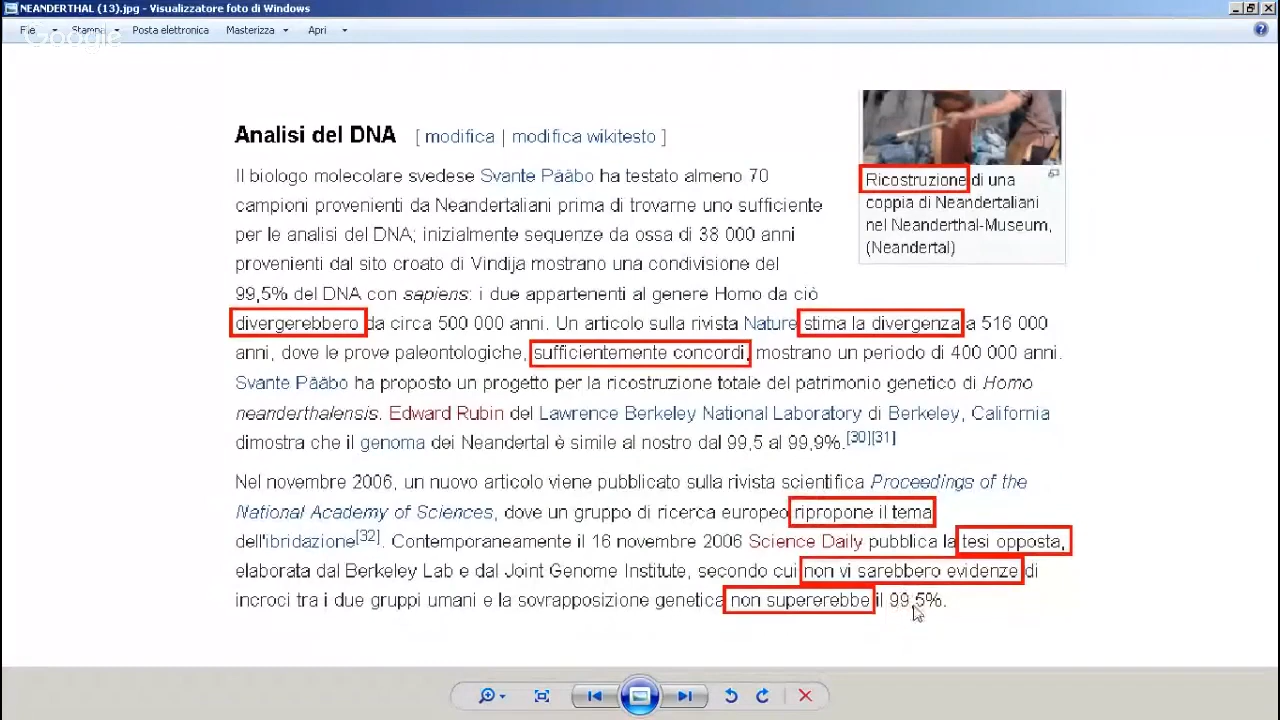 NEANDERTHAL (13).jpg - Visualizzatore foto di Windows
File Stampa Posta elettronica Masterizza Apri
Google
Analisi del DNA [ modifica | modifica wikitesto ]
Il biologo molecolare svedese Svante Pääbo ha testato almeno 70
campioni provenienti da Neandertaliani prima di trovarne uno sufficiente
per le analisi del DNA; inizialmente sequenze da ossa di 38 000 anni
provenienti dal sito croato di Vindija mostrano una condivisione del
99,5% del DNA con sapiens: i due appartenenti al genere Homo da ciò
divergerebbero da circa 500 000 anni. Un articolo sulla rivista Nature stima la divergenza a 516 000
anni, dove le prove paleontologiche, sufficientemente concordi, mostrano un periodo di 400 000 anni.
Svante Pääbo ha proposto un progetto per la ricostruzione totale del patrimonio genetico di Homo
neanderthalensis. Edward Rubin del Lawrence Berkeley National Laboratory di Berkeley, California
dimostra che il genoma dei Neandertal è simile al nostro dal 99,5 al 99,9%.[30][31]
Ricostruzione di una
coppia di Neandertaliani
nel Neanderthal-Museum,
(Neandertal)
Nel novembre 2006, un nuovo articolo viene pubblicato sulla rivista scientifica Proceedings of the
National Academy of Sciences, dove un gruppo di ricerca europeo ripropone il tema
dell'ibridazione[32]. Contemporaneamente il 16 novembre 2006 Science Daily pubblica la tesi opposta,
elaborata dal Berkeley Lab e dal Joint Genome Institute, secondo cui non vi sarebbero evidenze di
incroci tra i due gruppi umani e la sovrapposizione genetica non supererebbe il 99,5%.